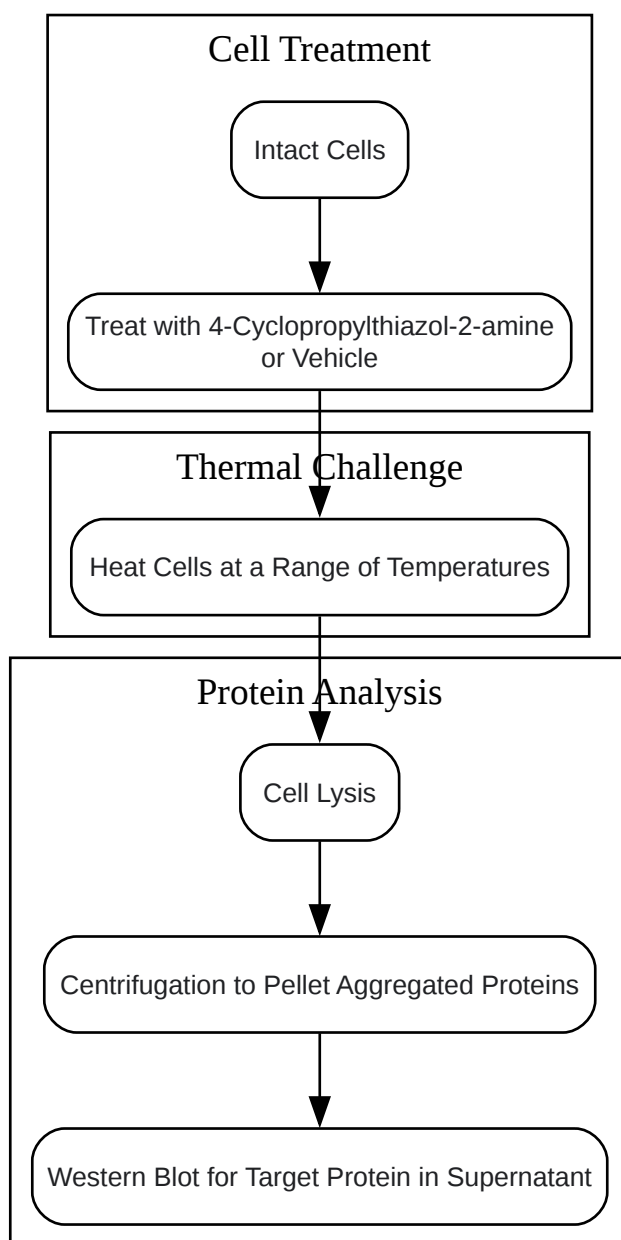 Cell Treatment
Intact Cells
Treat with 4-Cyclopropylthiazol-2-amine
or Vehicle
Thermal Challenge
Heat Cells at a Range of Temperatures
Protein Analysis
Cell Lysis
Centrifugation to Pellet Aggregated Proteins
Western Blot for Target Protein in Supernatant